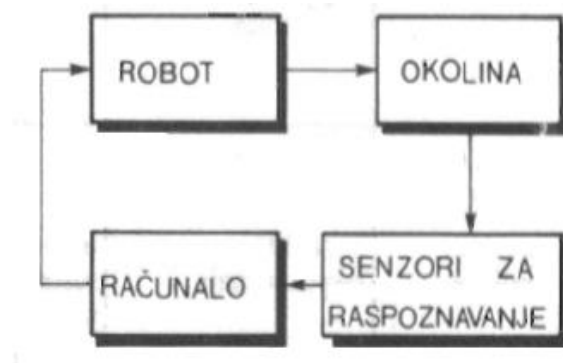 ROBOT
OKOLINA
RAČUNALO
SENZORI ZA
RASPOZNAVANJE